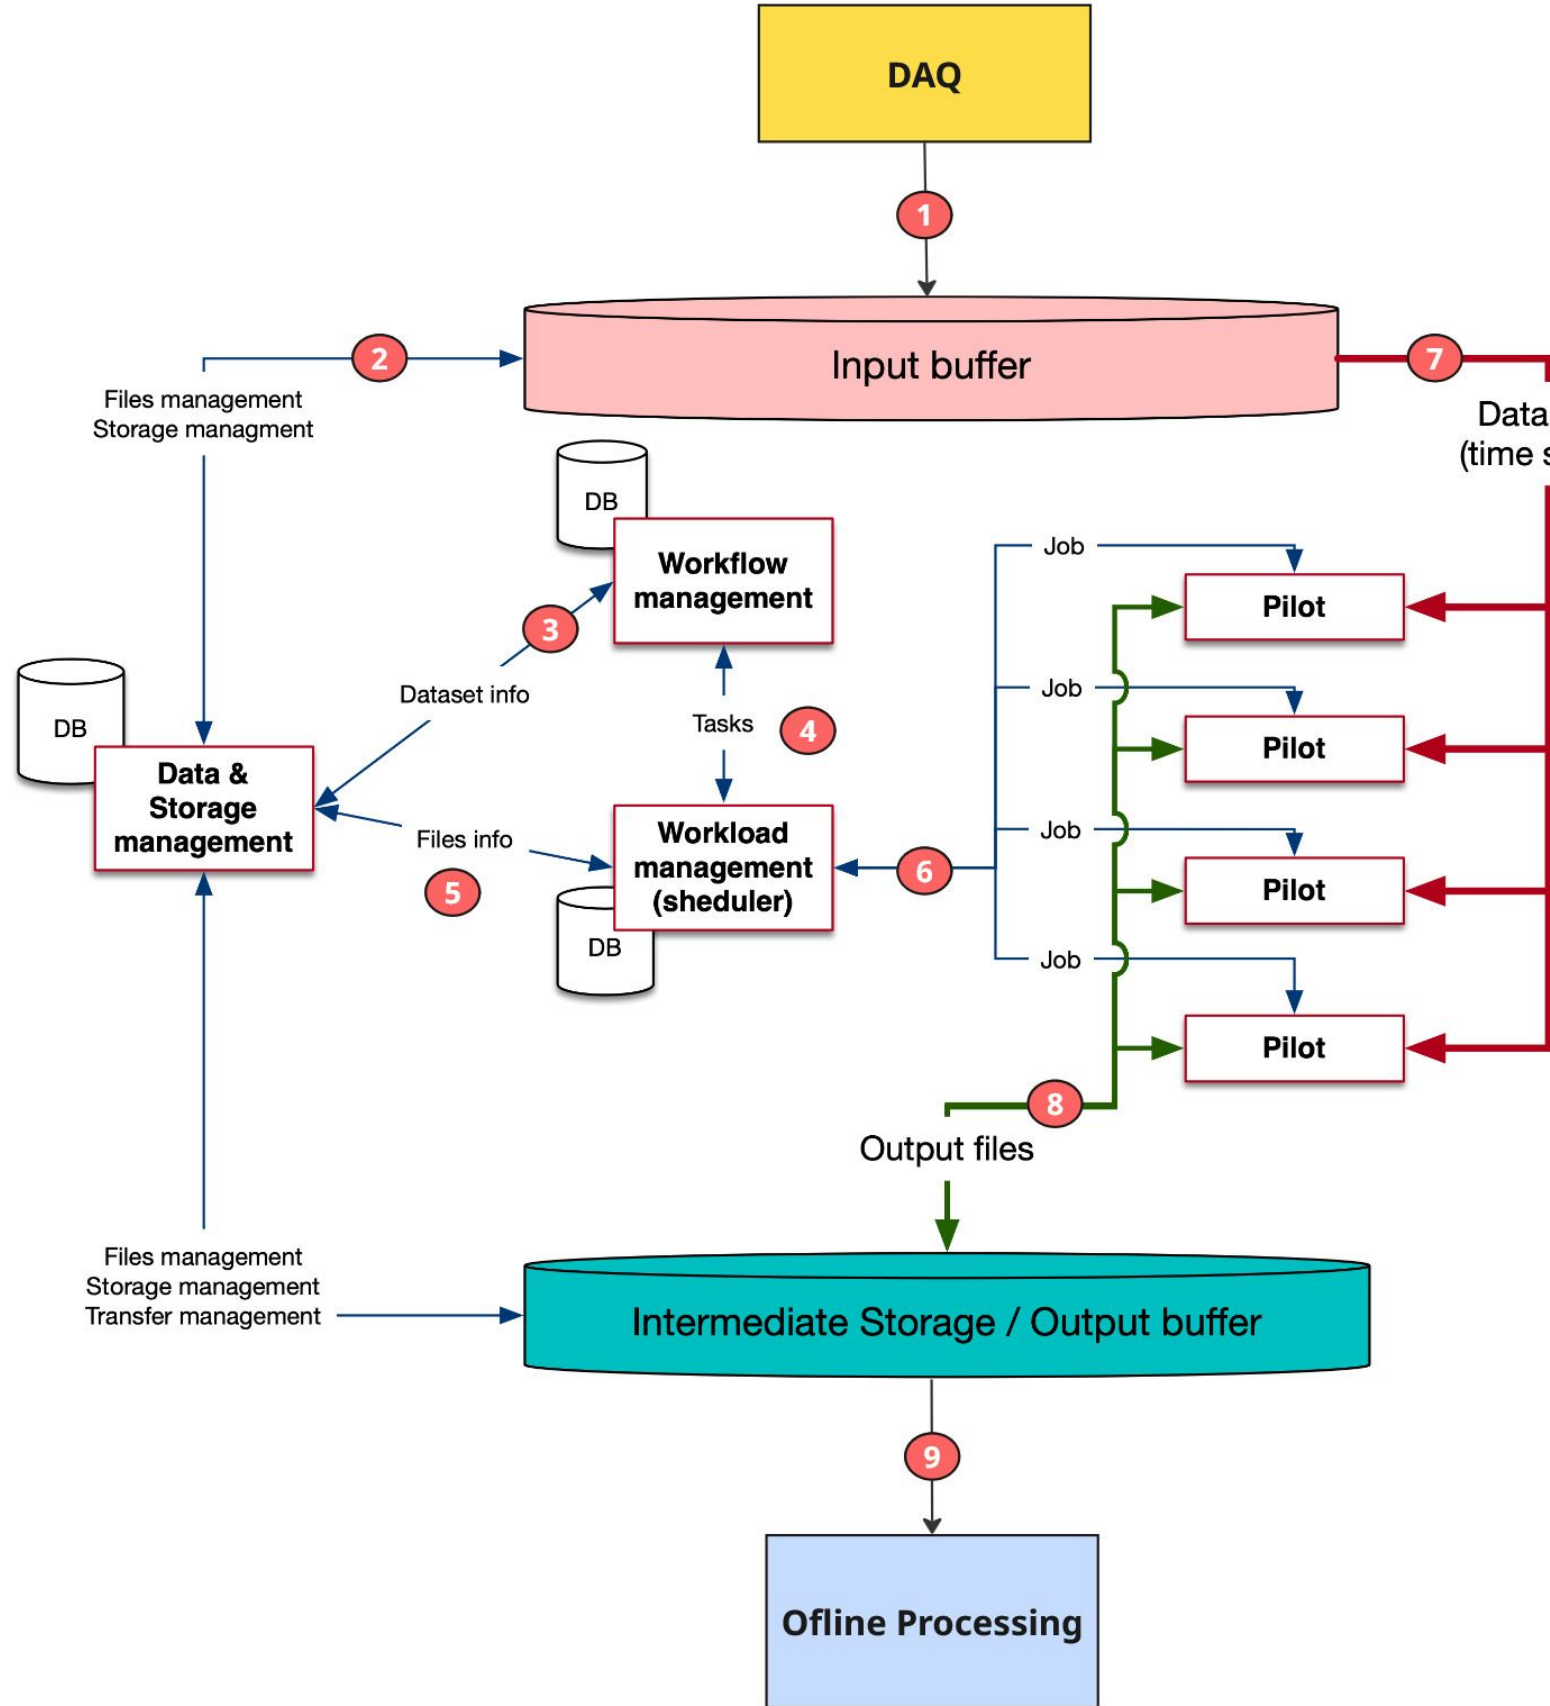 DAQ
1
Input buffer
2
7
Files management
Storage managment
Data
(time s
DB
Workflow
management
3
Dataset info
Tasks
4
DB
Data &
Storage
management
Files info
5
Workload
management
(sheduler)
DB
6
Job
Pilot
Job
Pilot
Job
Pilot
Job
Pilot
8
Output files
Files management
Storage management
Transfer management
Intermediate Storage / Output buffer
9
Ofline Processing